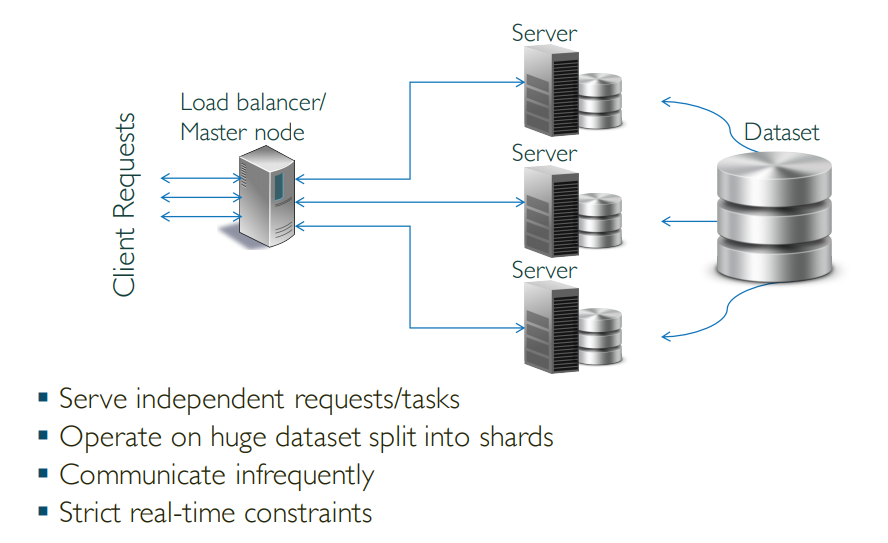 Server
Load balancer/
Master node
Client Requests
Dataset
Server
Server
▪ Serve independent requests/tasks
▪ Operate on huge dataset split into shards
▪ Communicate infrequently
▪ Strict real-time constraints